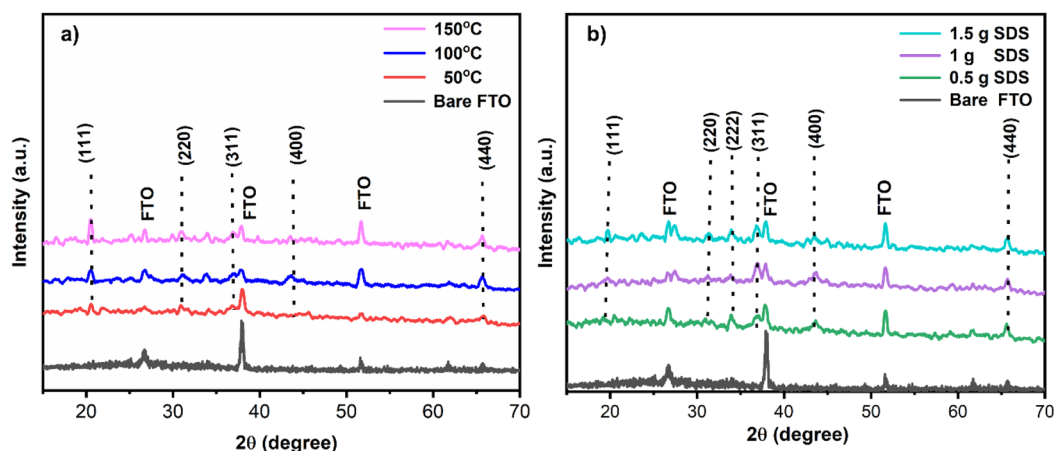 a)
150°C
100°C
50°C
Bare FTO
(111)
FTO
(220)
(311)
FTO
(400)
FTO
(440)
Intensity (a.u.)
20
30
40
50
60
70
2θ (degree)
b)
1.5 g SDS
1 g SDS
0.5 g SDS
Bare FTO
(111)
FTO
(220)
(222)
(311)
FTO
(400)
FTO
(440)
Intensity (a.u.)
20
30
40
50
60
70
2θ (degree)